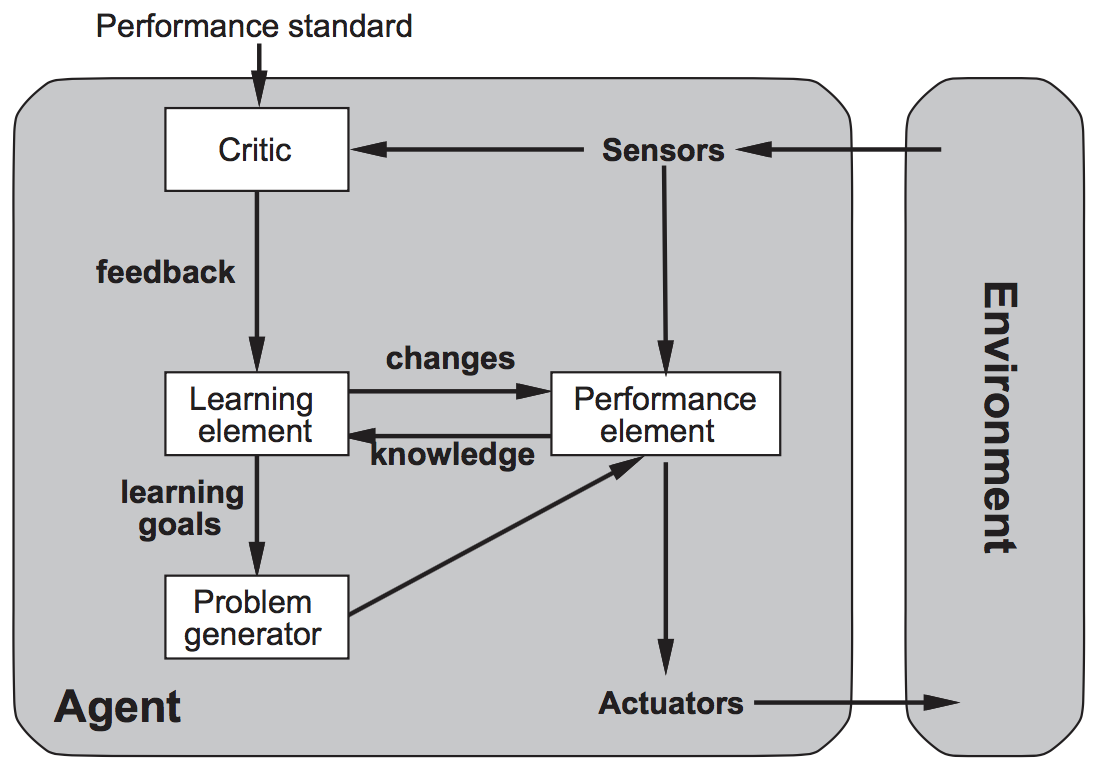 Performance standard
Critic
Sensors
feedback
changes
Learning
element
Performance
element
knowledge
learning
goals
Problem
generator
Agent
Actuators
Environment